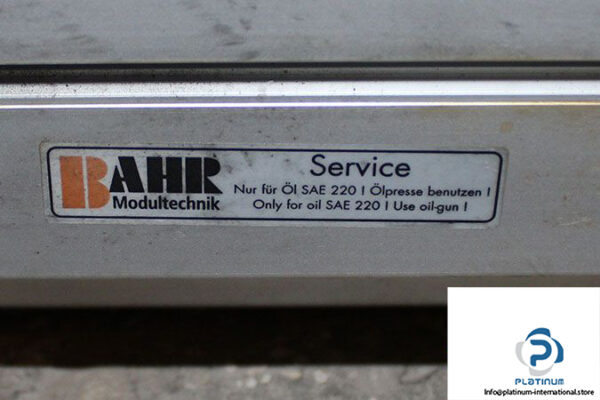 BAHR
Modultechnik
Service
Nur für Öl SAE 220 ! Ölpresse benutzen !
Only for oil SAE 220 ! Use oil-gun !
PLATINUM
Info@platinum-international.store